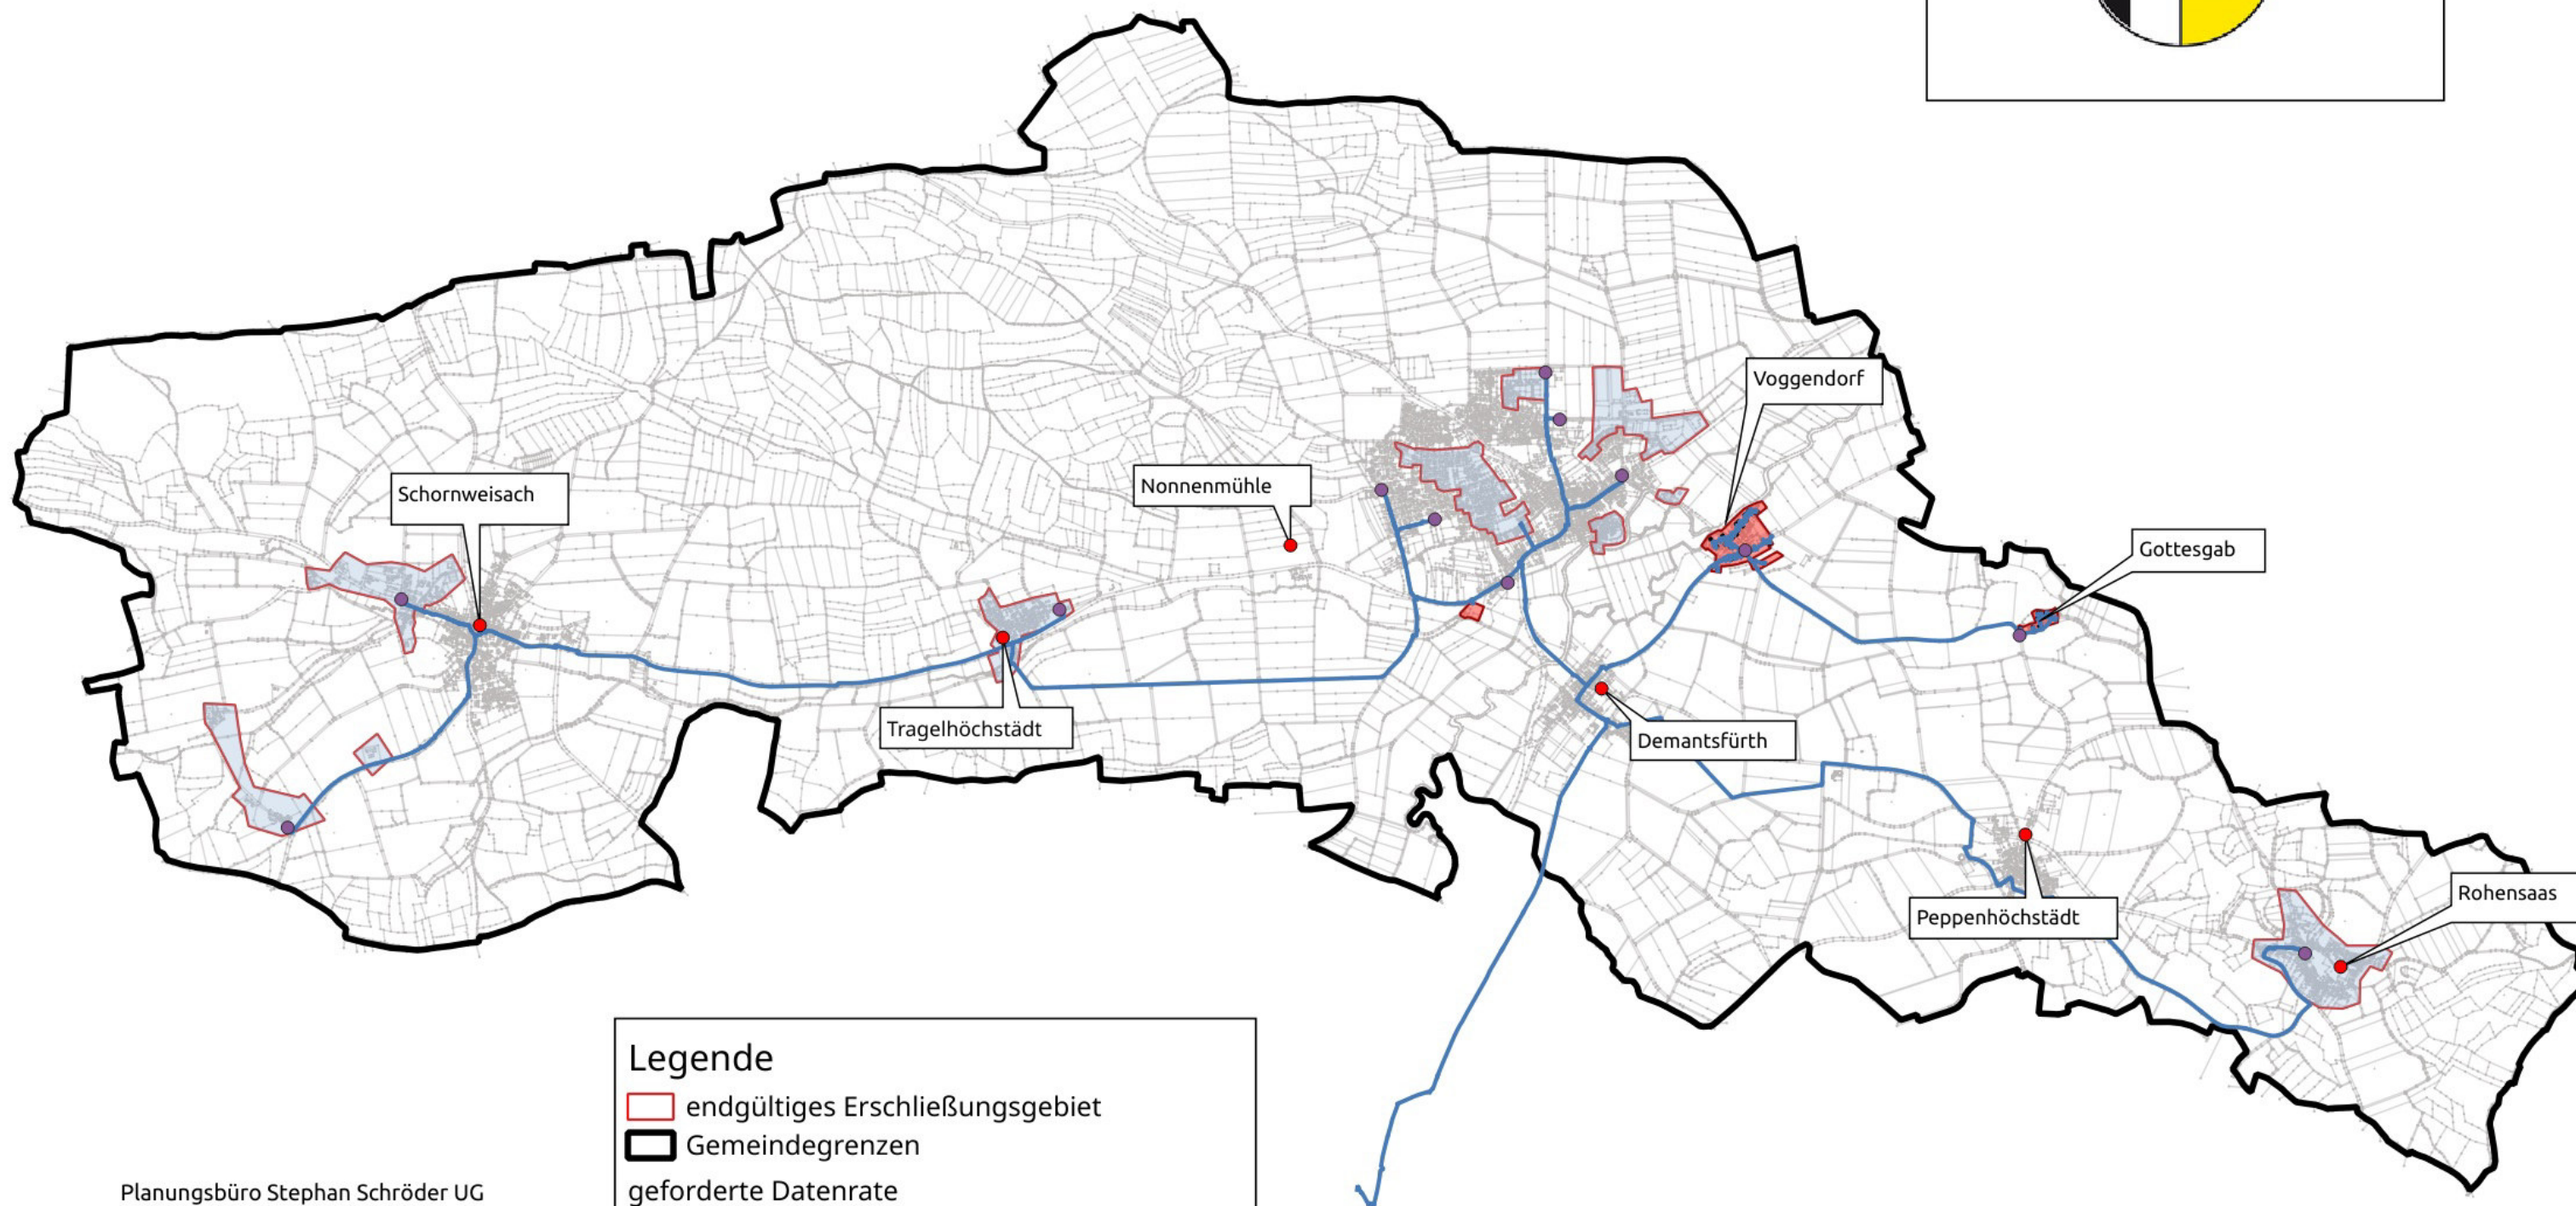 Voggendorf
Nonnenmühle
Schornweisach
Gottesgab
Tragelhöchstädt
Demantsfürth
Rohensaas
Peppenhöchstädt
Legende
endgültiges Erschließungsgebiet
Gemeindegrenzen
geforderte Datenrate
Planungsbüro Stephan Schröder UG